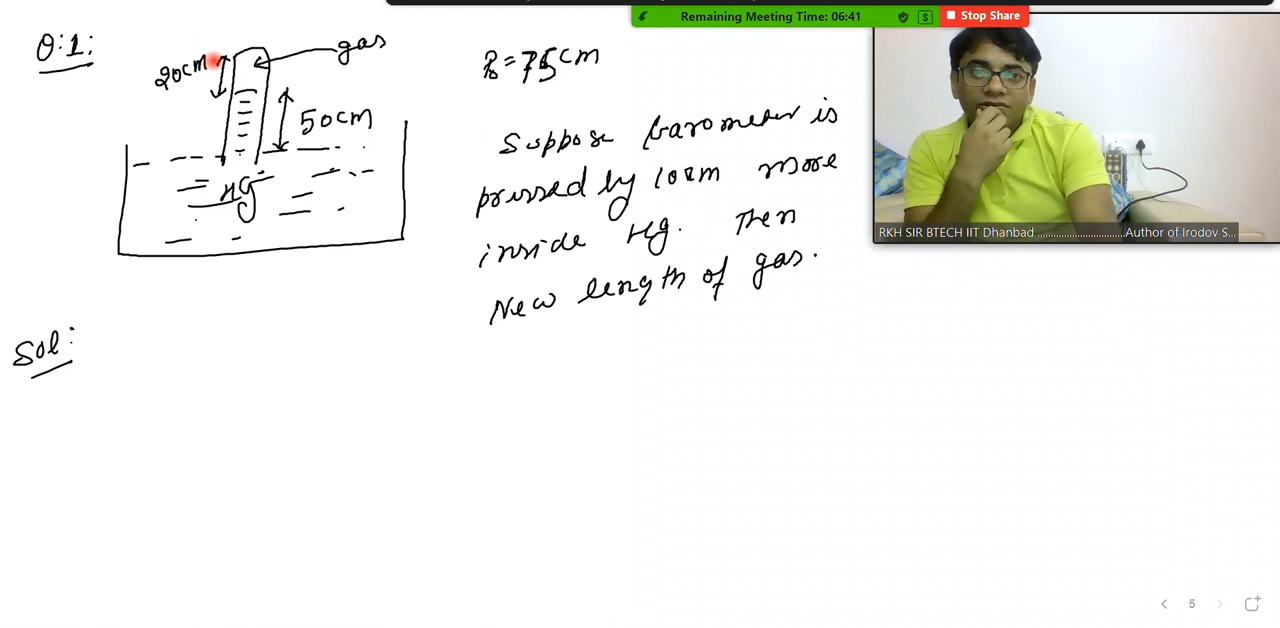 Remaining Meeting Time: 06:41
$ Stop Share
Q:1:
gas
20cm
50cm
Hg
P₀ = 75cm
Suppose barometer is
pressed by 10cm more
inside Hg. Then
New length of gas.
RKH SIR BTECH IIT Dhanbad ................................Author of Irodov S...
Sol:
5